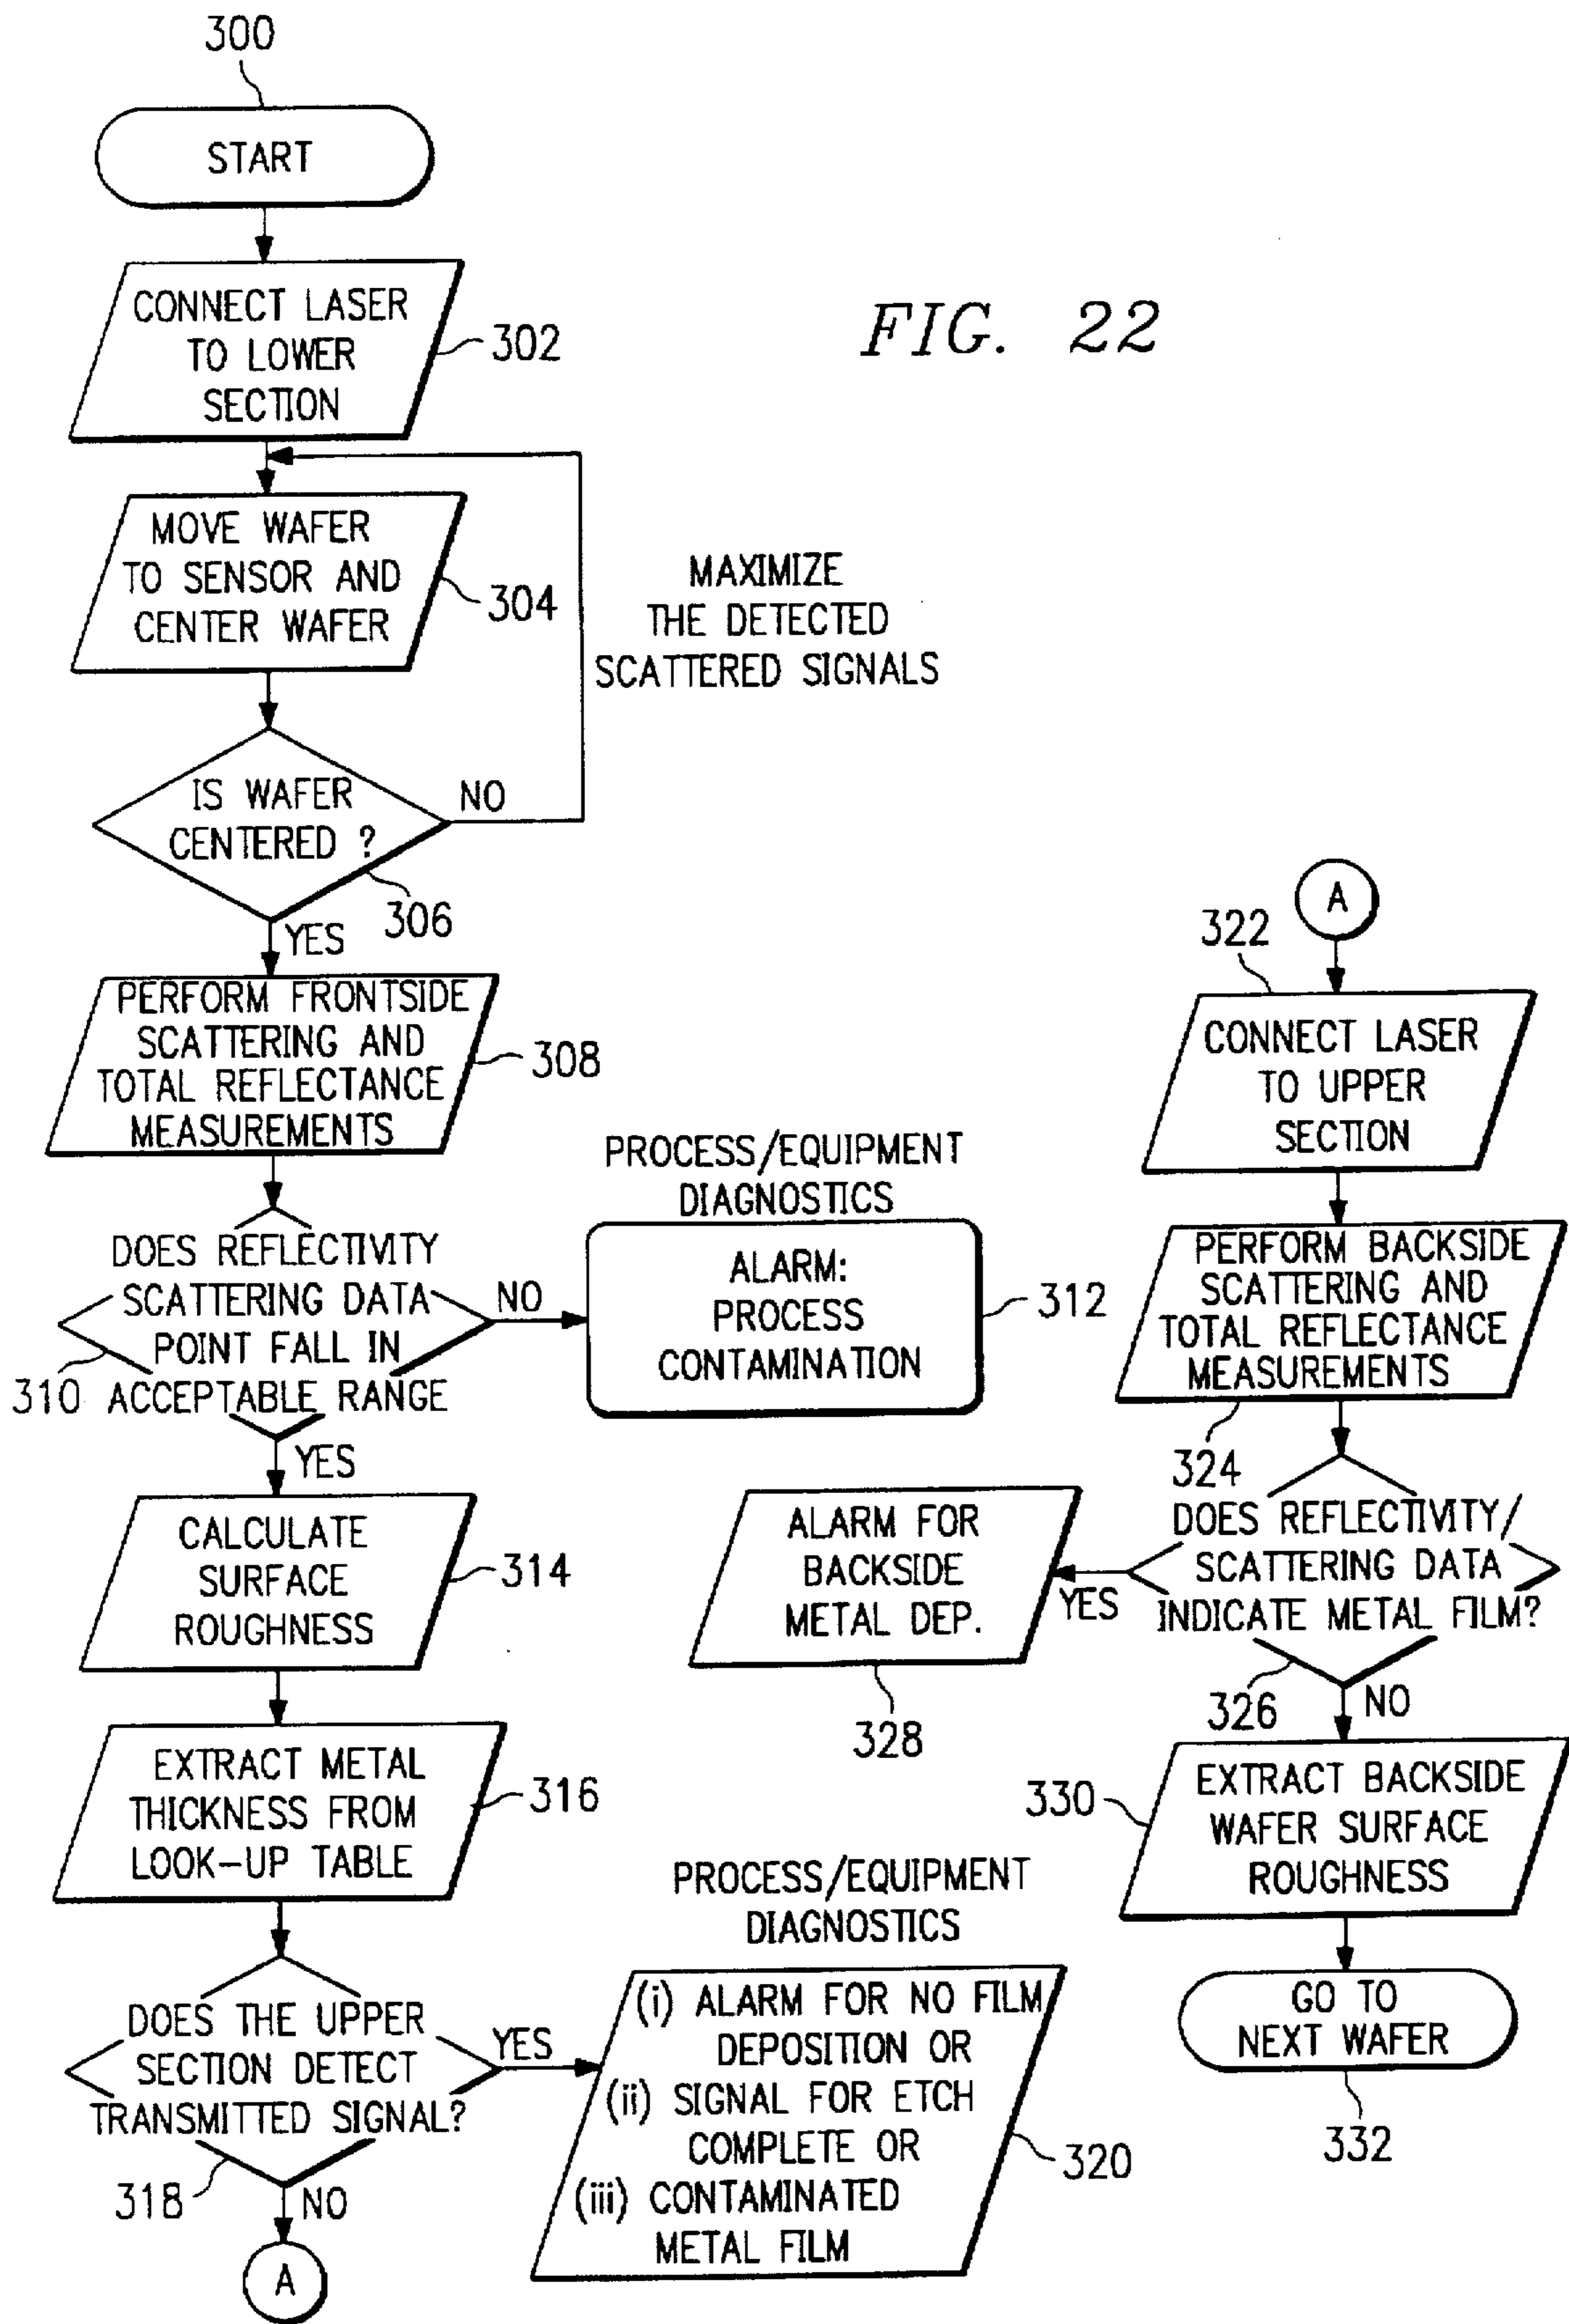 300
START
CONNECT LASER
TO LOWER
SECTION
302
FIG. 22
MOVE WAFER
TO SENSOR AND
CENTER WAFER
304
MAXIMIZE
THE DETECTED
SCATTERED SIGNALS
IS WAFER
CENTERED ?
NO
306
YES
PERFORM FRONTSIDE
SCATTERING AND
TOTAL REFLECTANCE
MEASUREMENTS
308
DOES REFLECTIVITY
SCATTERING DATA
POINT FALL IN
ACCEPTABLE RANGE
310
NO
PROCESS/EQUIPMENT
DIAGNOSTICS
ALARM:
PROCESS
CONTAMINATION
312
YES
CALCULATE
SURFACE
ROUGHNESS
314
EXTRACT METAL
THICKNESS FROM
LOOK-UP TABLE
316
DOES THE UPPER
SECTION DETECT
TRANSMITTED SIGNAL?
318
YES
PROCESS/EQUIPMENT
DIAGNOSTICS
(i) ALARM FOR NO FILM
DEPOSITION OR
(ii) SIGNAL FOR ETCH
COMPLETE OR
(iii) CONTAMINATED
METAL FILM
320
NO
A
A
322
CONNECT LASER
TO UPPER
SECTION
PERFORM BACKSIDE
SCATTERING AND
TOTAL REFLECTANCE
MEASUREMENTS
324
DOES REFLECTIVITY/
SCATTERING DATA
INDICATE METAL FILM?
326
YES
ALARM FOR
BACKSIDE
METAL DEP.
328
NO
EXTRACT BACKSIDE
WAFER SURFACE
ROUGHNESS
330
GO TO
NEXT WAFER
332